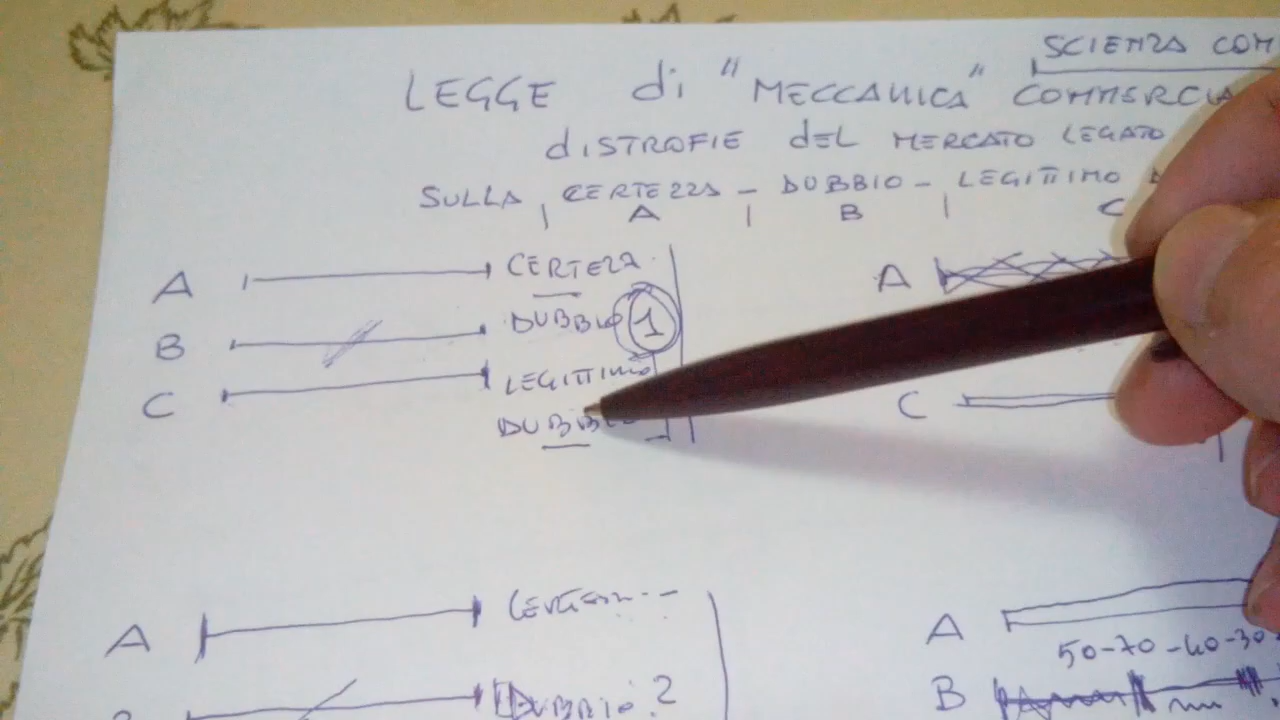 SCIENZA COM
LEGGE di "MECCANICA" COMMERCIA
dISTROFIE dEL MERCATO LEGATO
SULLA CERTEZZA - DUBBIO - LEGITTIMO
A B C
A CERTEZZA
B DUBBIO 1
C LEGITTIMO
DUBBIO
A
C
A
DUBBIO 2
A
50-70-40-30
B